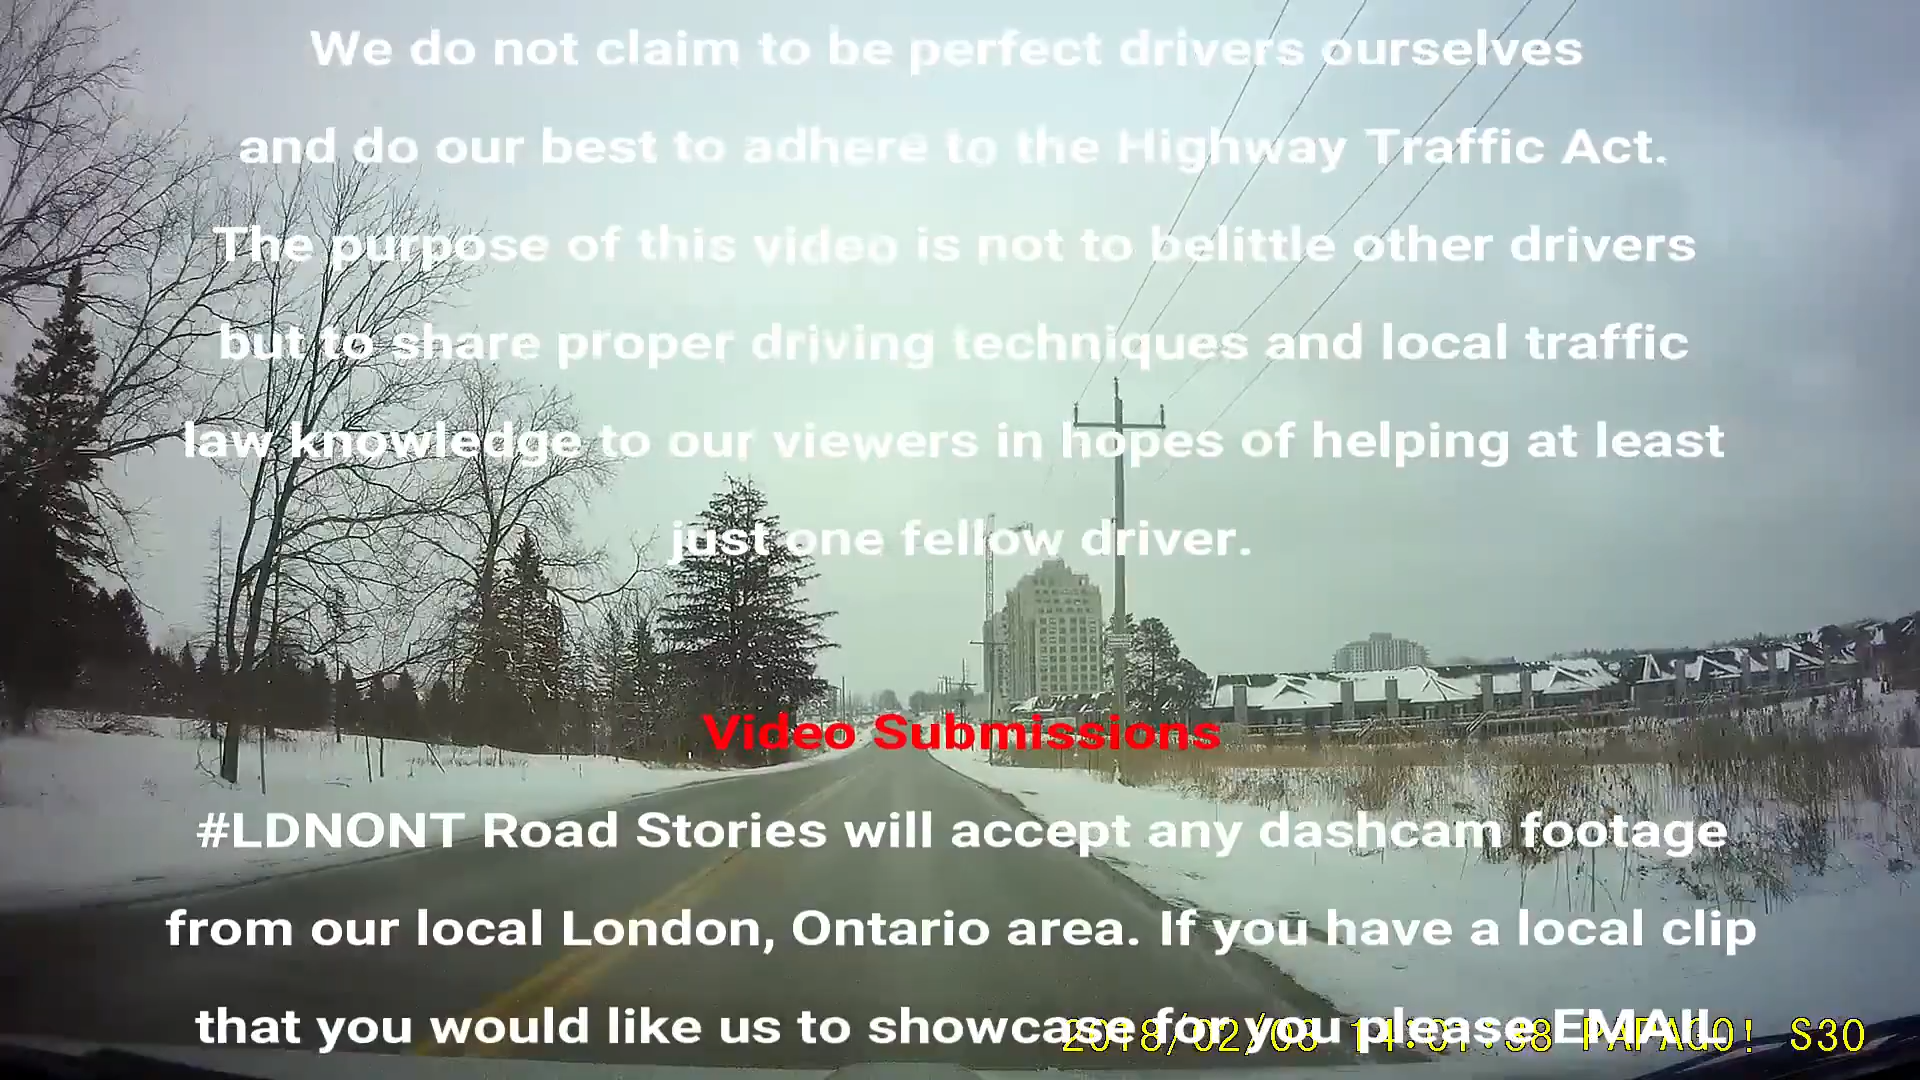 We do not claim to be perfect drivers ourselves
and do our best to adhere to the Highway Traffic Act.
The purpose of this video is not to belittle other drivers
but to share proper driving techniques and local traffic
law knowledge to our viewers in hopes of helping at least
just one fellow driver.
Video Submissions
#LDNONT Road Stories will accept any dashcam footage
from our local London, Ontario area. If you have a local clip
that you would like us to showcase for you please EMAIL
PAPAGO! S30